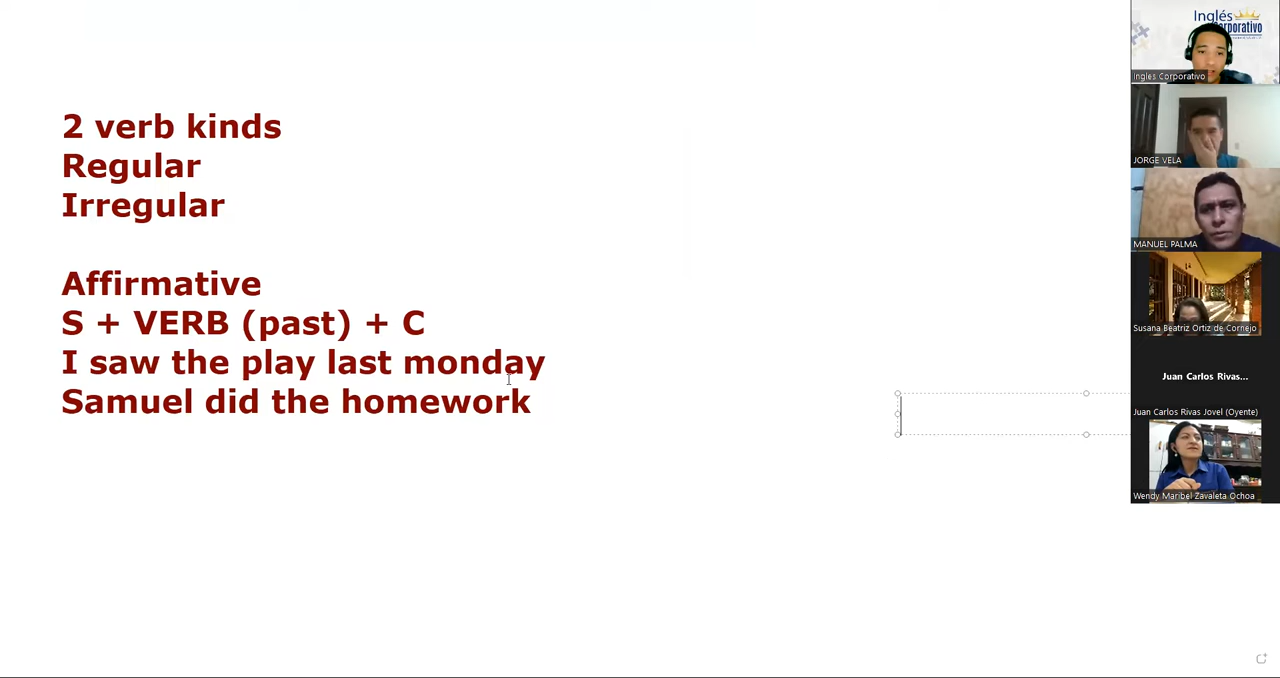 2 verb kinds
Regular
Irregular
Affirmative
S + VERB (past) + C
I saw the play last monday
Samuel did the homework
Inglés
Corporativo
Ingles Corporativo
JORGE VELA
MANUEL PALMA
Susana Beatriz Ortiz de Cornejo
Juan Carlos Rivas...
Juan Carlos Rivas Jovel (Oyente)
Wendy Maribel Zavaleta Ochoa